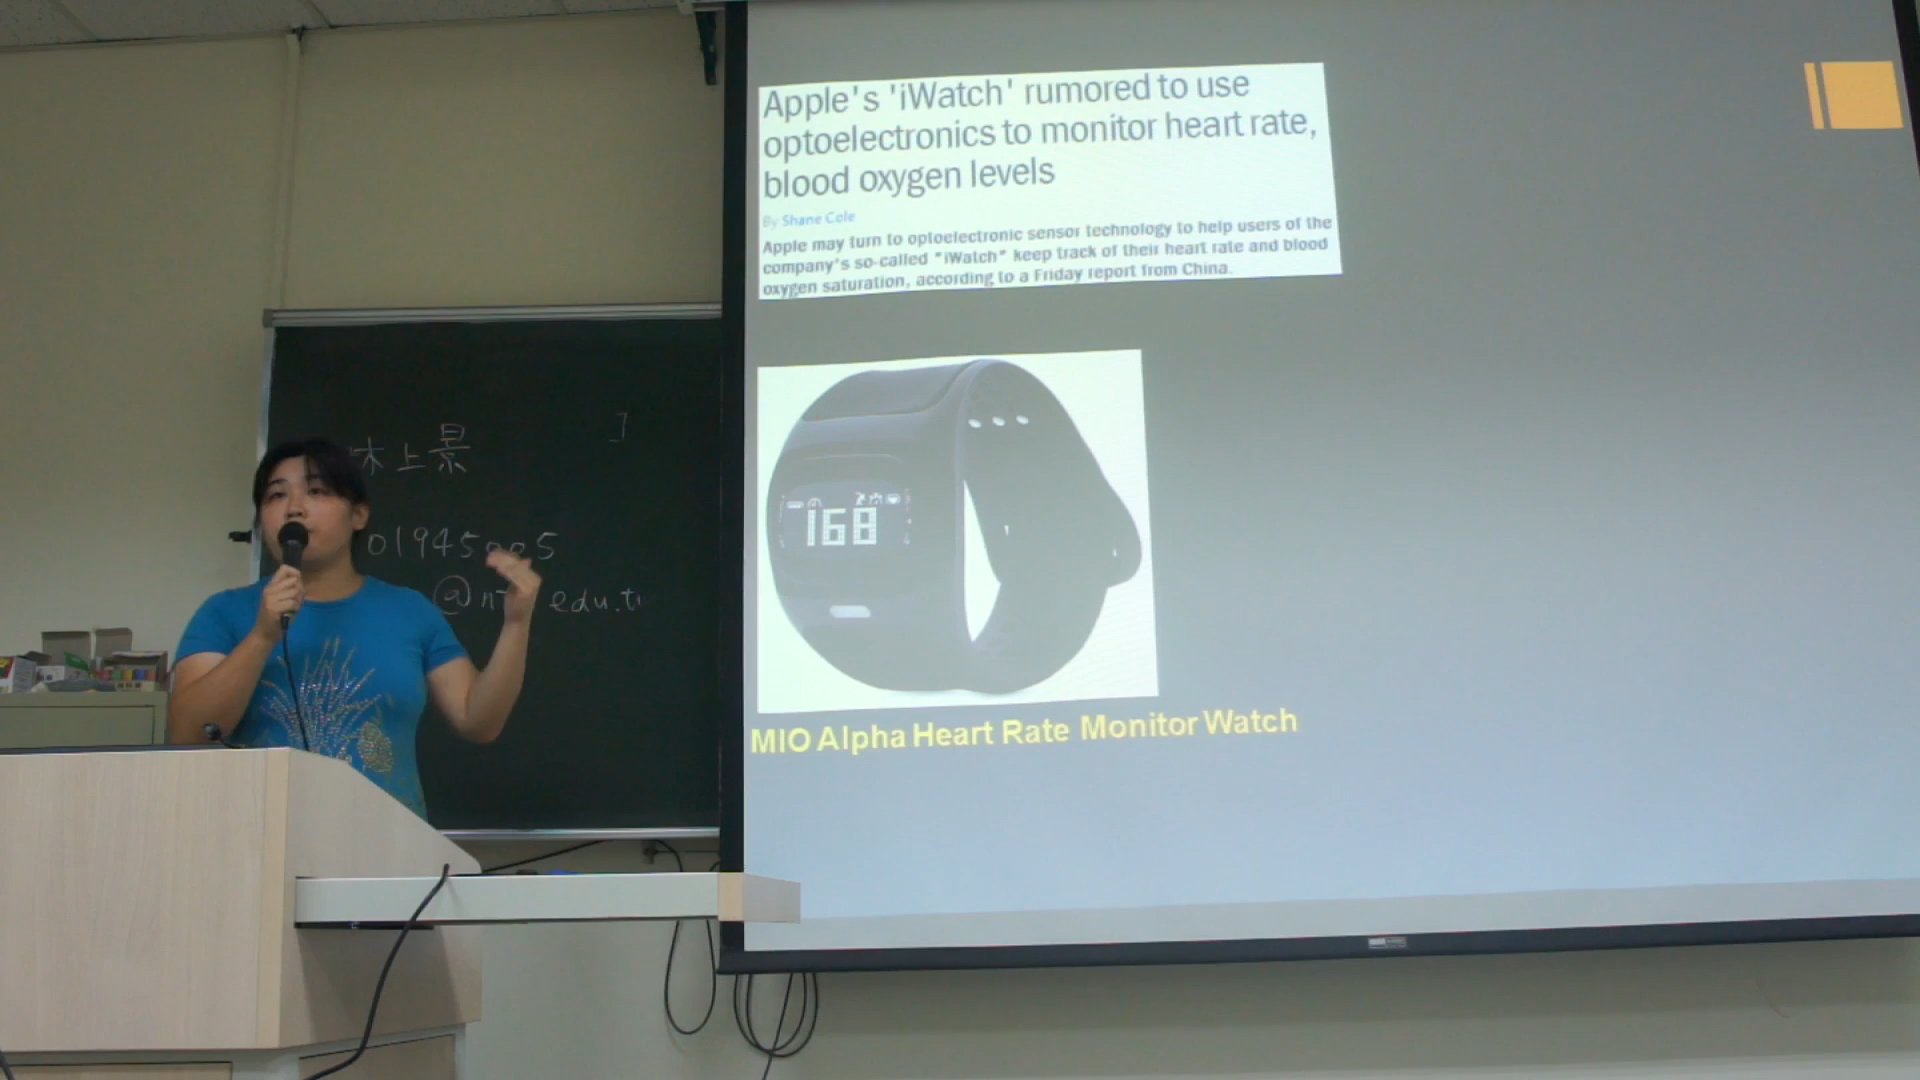 Apple's 'iWatch' rumored to use
optoelectronics to monitor heart rate,
blood oxygen levels
By Shane Cole
Apple may turn to optoelectronic sensor technology to help users of the
company's so-called "iWatch" keep track of their heart rate and blood
oxygen saturation, according to a Friday report from China.
168
MIO Alpha Heart Rate Monitor Watch
上景
edu.t